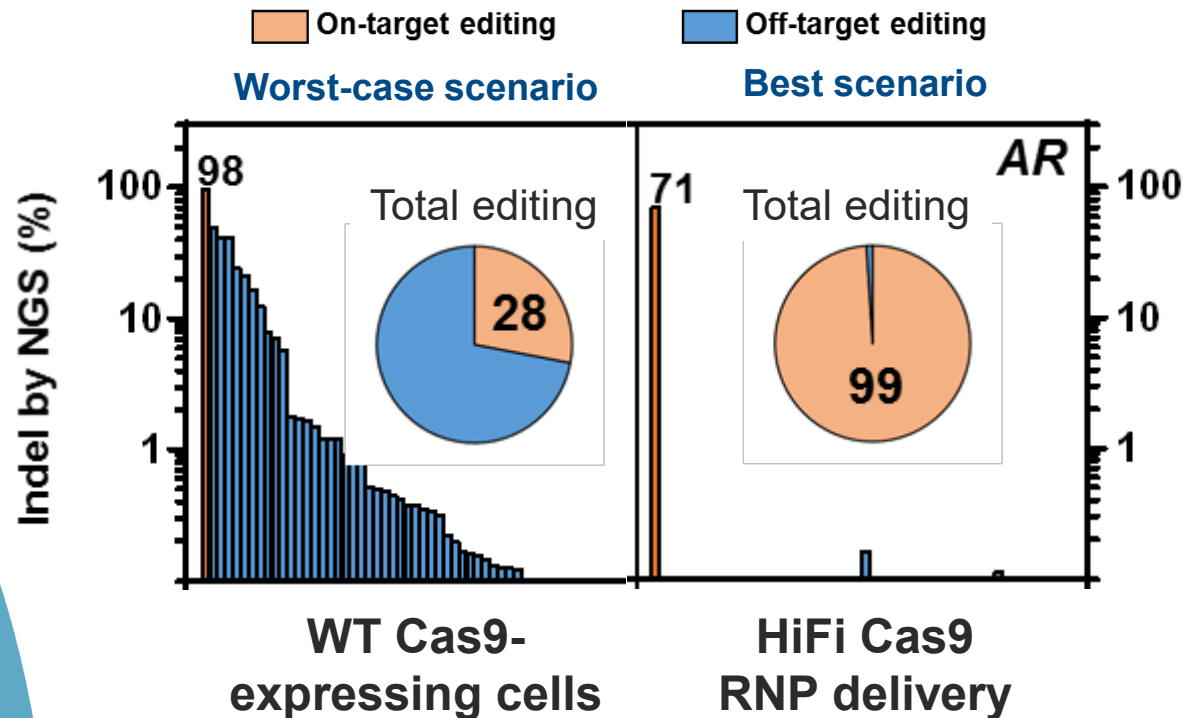 On-target editing
Off-target editing
Worst-case scenario
Best scenario
Indel by NGS (%)
100
10
1
98
Total editing
28
71
Total editing
99
AR
100
10
1
WT Cas9-
expressing cells
HiFi Cas9
RNP delivery